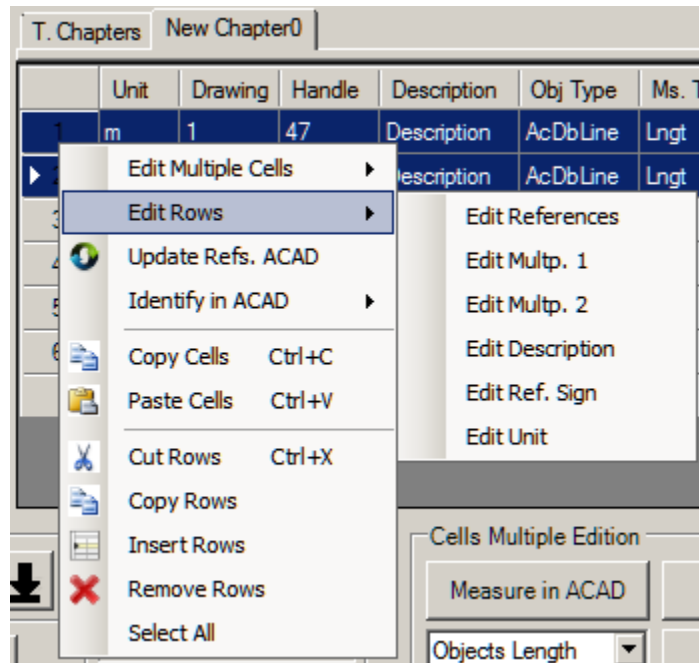 T. Chapters New Chapter0
Unit Drawing Handle Description Obj Type Ms.
1 m 1 47 Description AcDbLine Lngt
Description AcDbLine Lngt
Edit Multiple Cells
Edit Rows
Update Refs. ACAD
Identify in ACAD
Copy Cells Ctrl+C
Paste Cells Ctrl+V
Cut Rows Ctrl+X
Copy Rows
Insert Rows
Remove Rows
Select All
Edit References
Edit Multp. 1
Edit Multp. 2
Edit Description
Edit Ref. Sign
Edit Unit
Cells Multiple Edition
Measure in ACAD
Objects Length